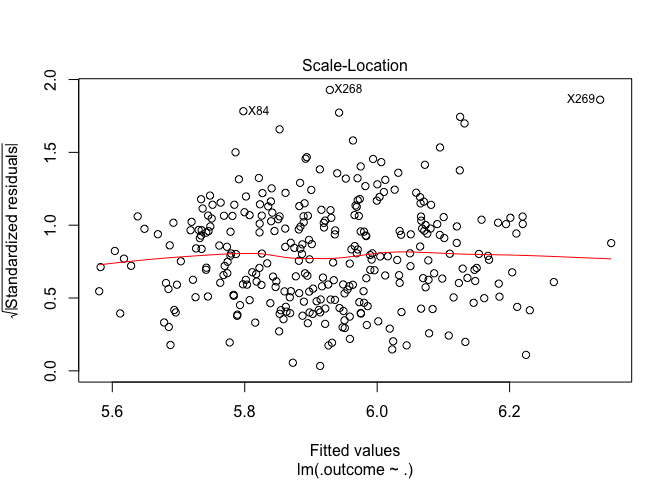 Scale-Location
√|Standardized residuals|
2.0
1.5
1.0
0.5
0.0
X268
X269
X84
5.6
5.8
6.0
6.2
Fitted values
lm(.outcome ~ .)